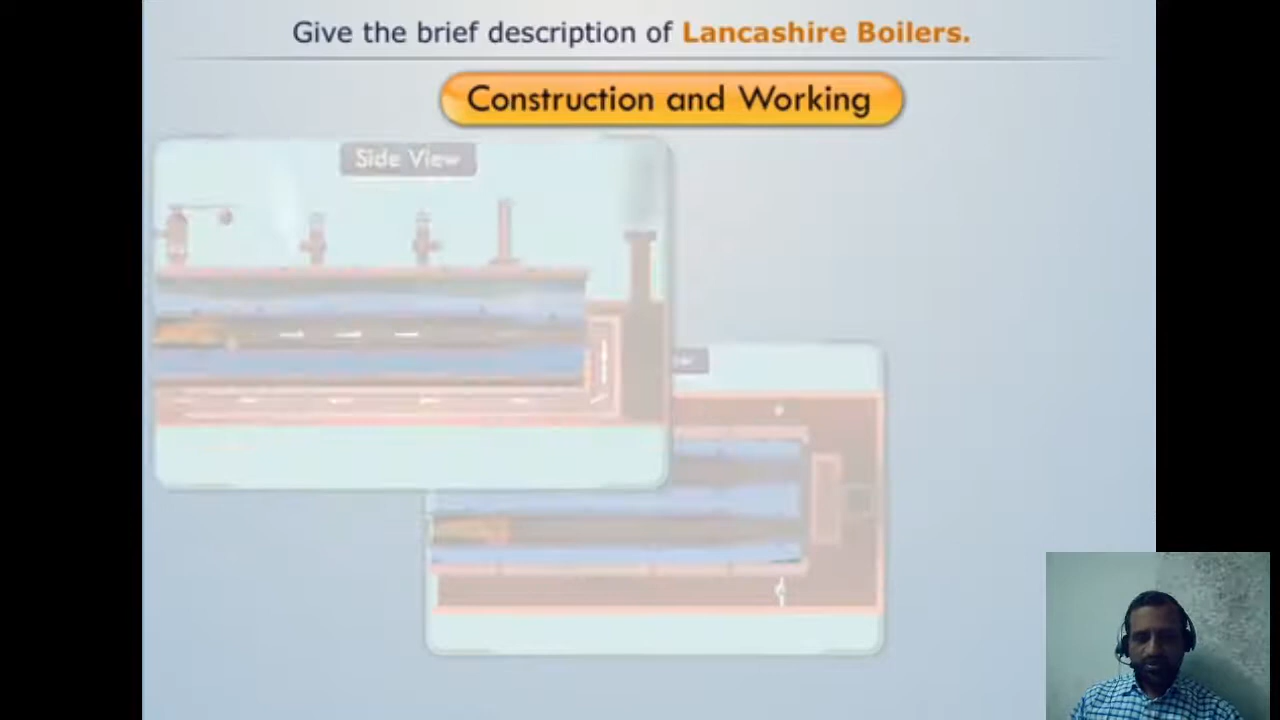 Give the brief description of Lancashire Boilers.
Construction and Working
Side View